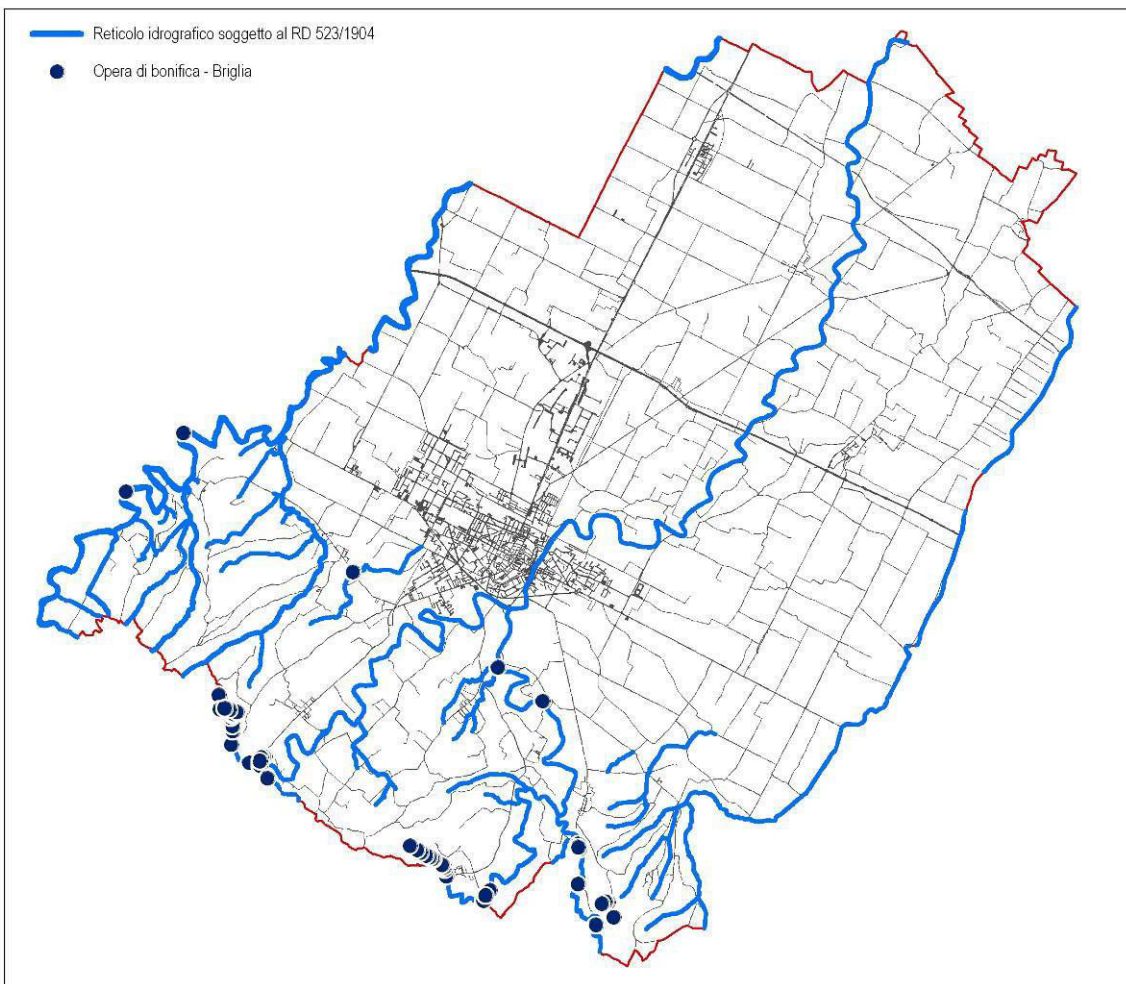 Reticolo idrografico soggetto al RD 523/1904
Opera di bonifica - Briglia